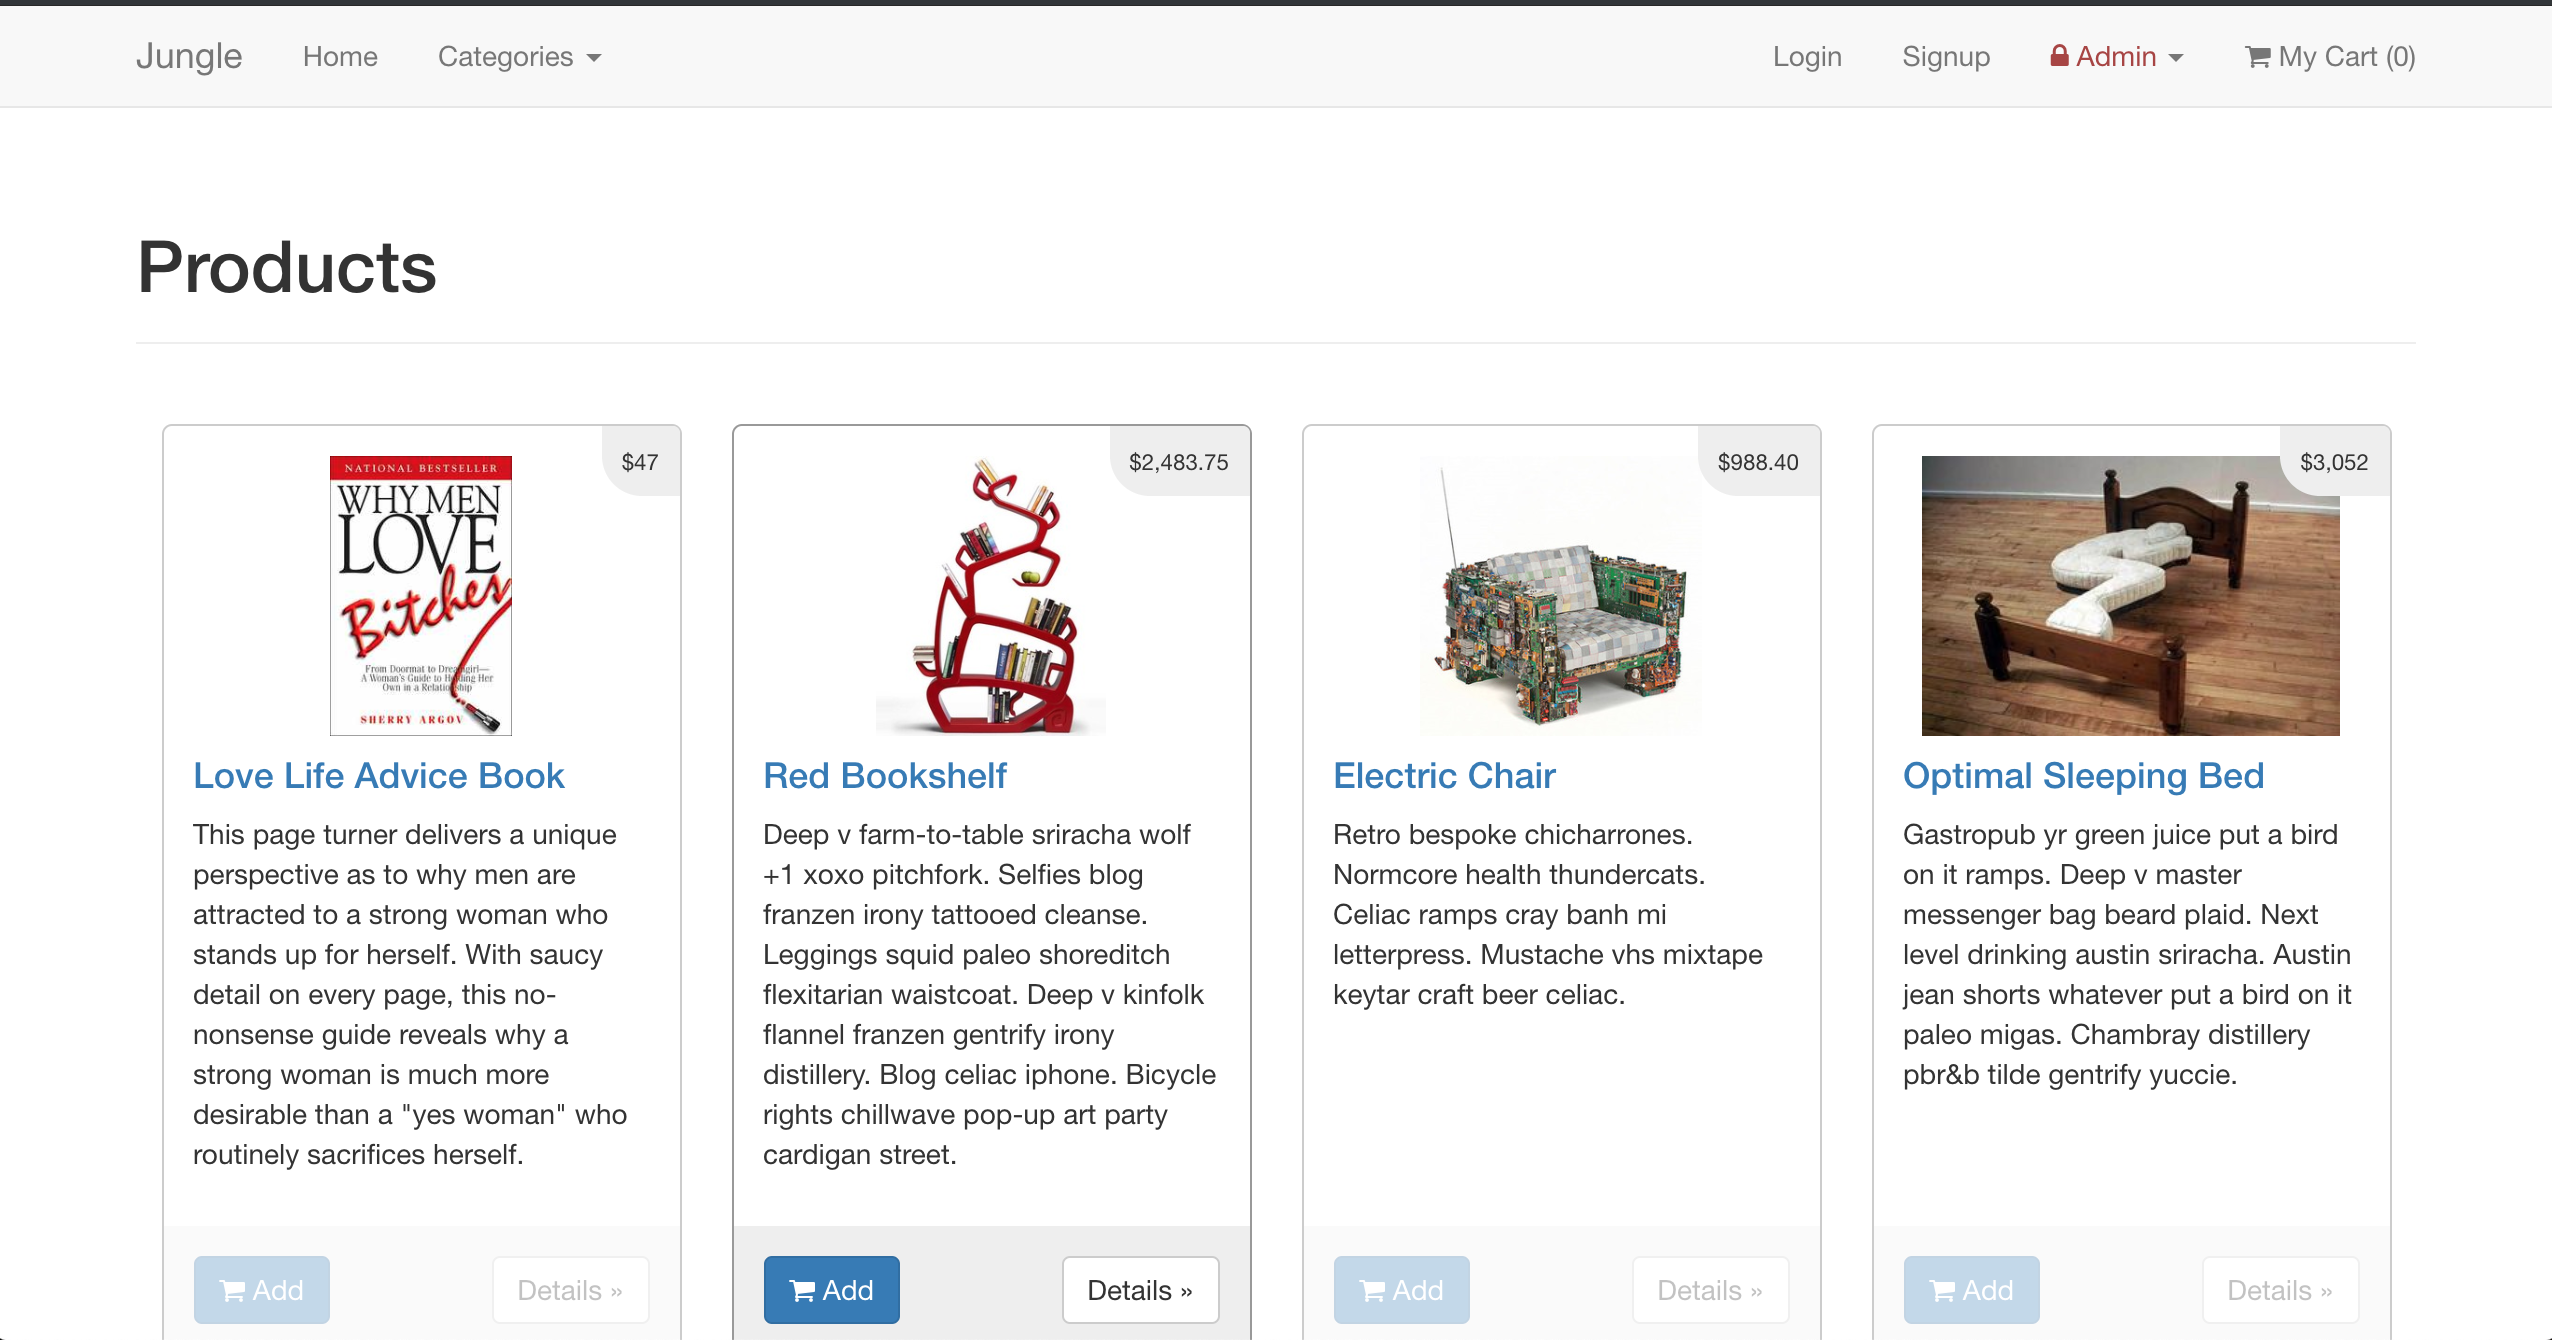 Jungle Home Categories Login Signup Admin My Cart (0)
Products
$47
NATIONAL BESTSELLER
WHY MEN
LOVE
Bitches
From Doormat to Dreamgirl—
A Woman's Guide to Holding Her
Own in a Relationship
SHERRY ARGOV
Love Life Advice Book
This page turner delivers a unique
perspective as to why men are
attracted to a strong woman who
stands up for herself. With saucy
detail on every page, this no-
nonsense guide reveals why a
strong woman is much more
desirable than a "yes woman" who
routinely sacrifices herself.
Add Details »
$2,483.75
Red Bookshelf
Deep v farm-to-table sriracha wolf
+1 xoxo pitchfork. Selfies blog
franzen irony tattooed cleanse.
Leggings squid paleo shoreditch
flexitarian waistcoat. Deep v kinfolk
flannel franzen gentrify irony
distillery. Blog celiac iphone. Bicycle
rights chillwave pop-up art party
cardigan street.
Add Details »
$988.40
Electric Chair
Retro bespoke chicharrones.
Normcore health thundercats.
Celiac ramps cray banh mi
letterpress. Mustache vhs mixtape
keytar craft beer celiac.
Add Details »
$3,052
Optimal Sleeping Bed
Gastropub yr green juice put a bird
on it ramps. Deep v master
messenger bag beard plaid. Next
level drinking austin sriracha. Austin
jean shorts whatever put a bird on it
paleo migas. Chambray distillery
pbr&b tilde gentrify yuccie.
Add Details »